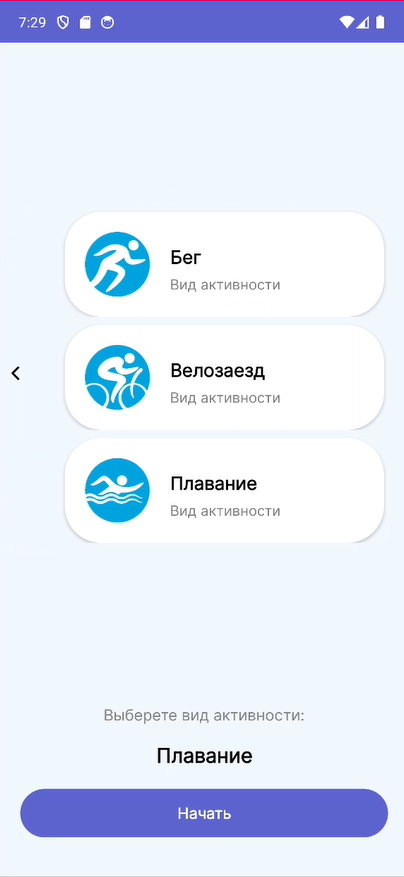 7:29
Бег
Вид активности
Велозаезд
Вид активности
Плавание
Вид активности
Выберете вид активности:
Плавание
Начать